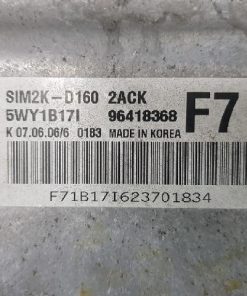 SIM2K-D160 2ACK
5WY1B17I 96418368 F7
K 07.06.06/6 0183 MADE IN KOREA
F71B17I623701834